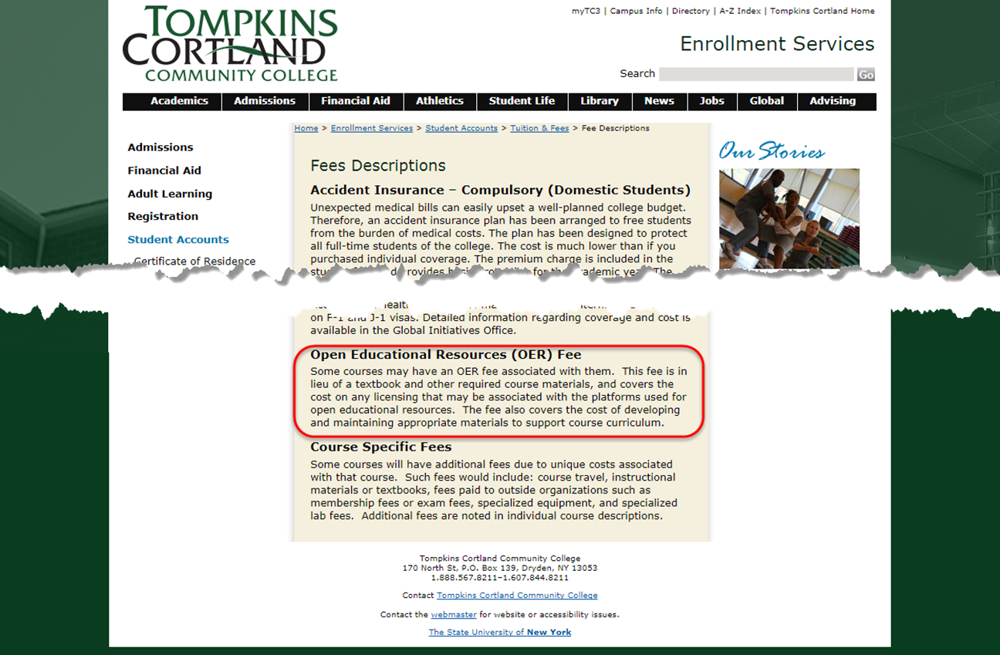 TOMPKINS
CORTLAND
COMMUNITY COLLEGE
myTC3 | Campus Info | Directory | A-Z Index | Tompkins Cortland Home
Enrollment Services
Search Go
Academics Admissions Financial Aid Athletics Student Life Library News Jobs Global Advising
Admissions
Financial Aid
Adult Learning
Registration
Student Accounts
Certificate of Residence
Home > Enrollment Services > Student Accounts > Tuition & Fees > Fee Descriptions
Fees Descriptions
Accident Insurance – Compulsory (Domestic Students)
Unexpected medical bills can easily upset a well-planned college budget.
Therefore, an accident insurance plan has been arranged to free students
from the burden of medical costs. The plan has been designed to protect
all full-time students of the college. The cost is much lower than if you
purchased individual coverage. The premium charge is included in the
for the academic year. The
on F-1 and J-1 visas. Detailed information regarding coverage and cost is
available in the Global Initiatives Office.
Open Educational Resources (OER) Fee
Some courses may have an OER fee associated with them.  This fee is in
lieu of a textbook and other required course materials, and covers the
cost on any licensing that may be associated with the platforms used for
open educational resources.  The fee also covers the cost of developing
and maintaining appropriate materials to support course curriculum.
Course Specific Fees
Some courses will have additional fees due to unique costs associated
with that course.  Such fees would include: course travel, instructional
materials or textbooks, fees paid to outside organizations such as
membership fees or exam fees, specialized equipment, and specialized
lab fees.  Additional fees are noted in individual course descriptions.
Our Stories
Tompkins Cortland Community College
170 North St, P.O. Box 139, Dryden, NY 13053
1.888.567.8211–1.607.844.8211
Contact Tompkins Cortland Community College
Contact the webmaster for website or accessibility issues.
The State University of New York